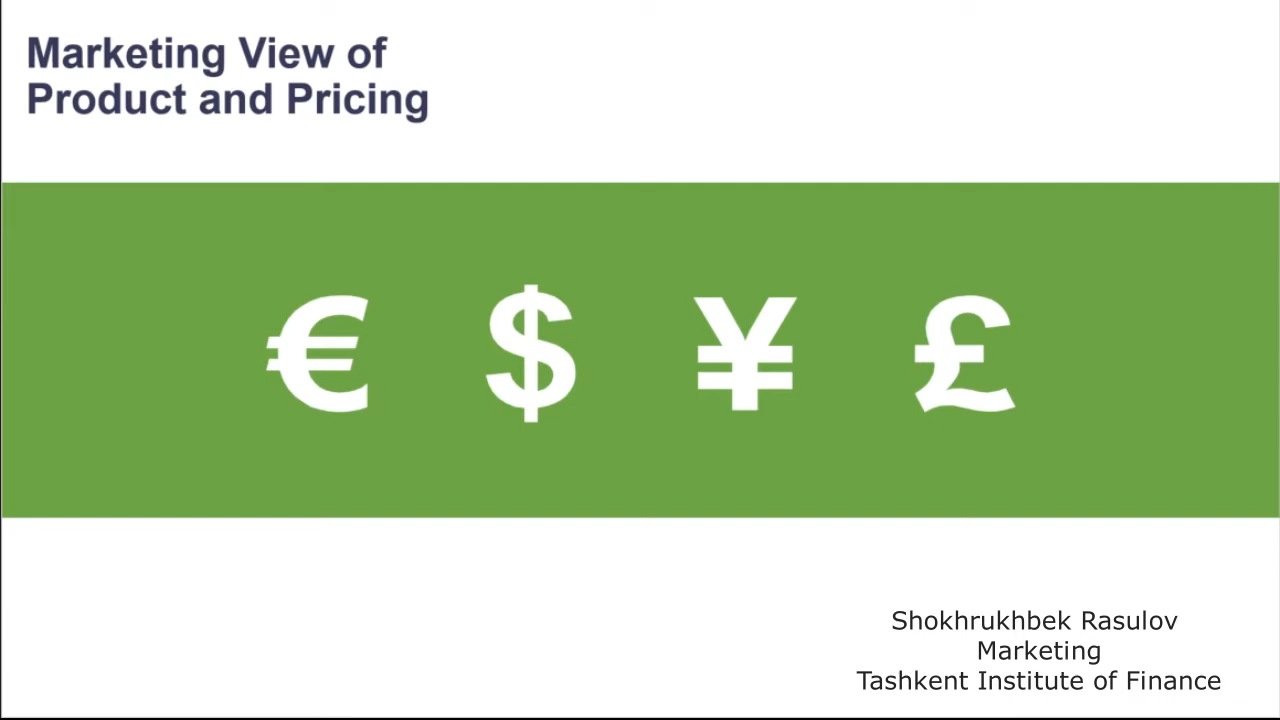 Marketing View of
Product and Pricing
€ $ ¥ £
Shokhrukhbek Rasulov
Marketing
Tashkent Institute of Finance